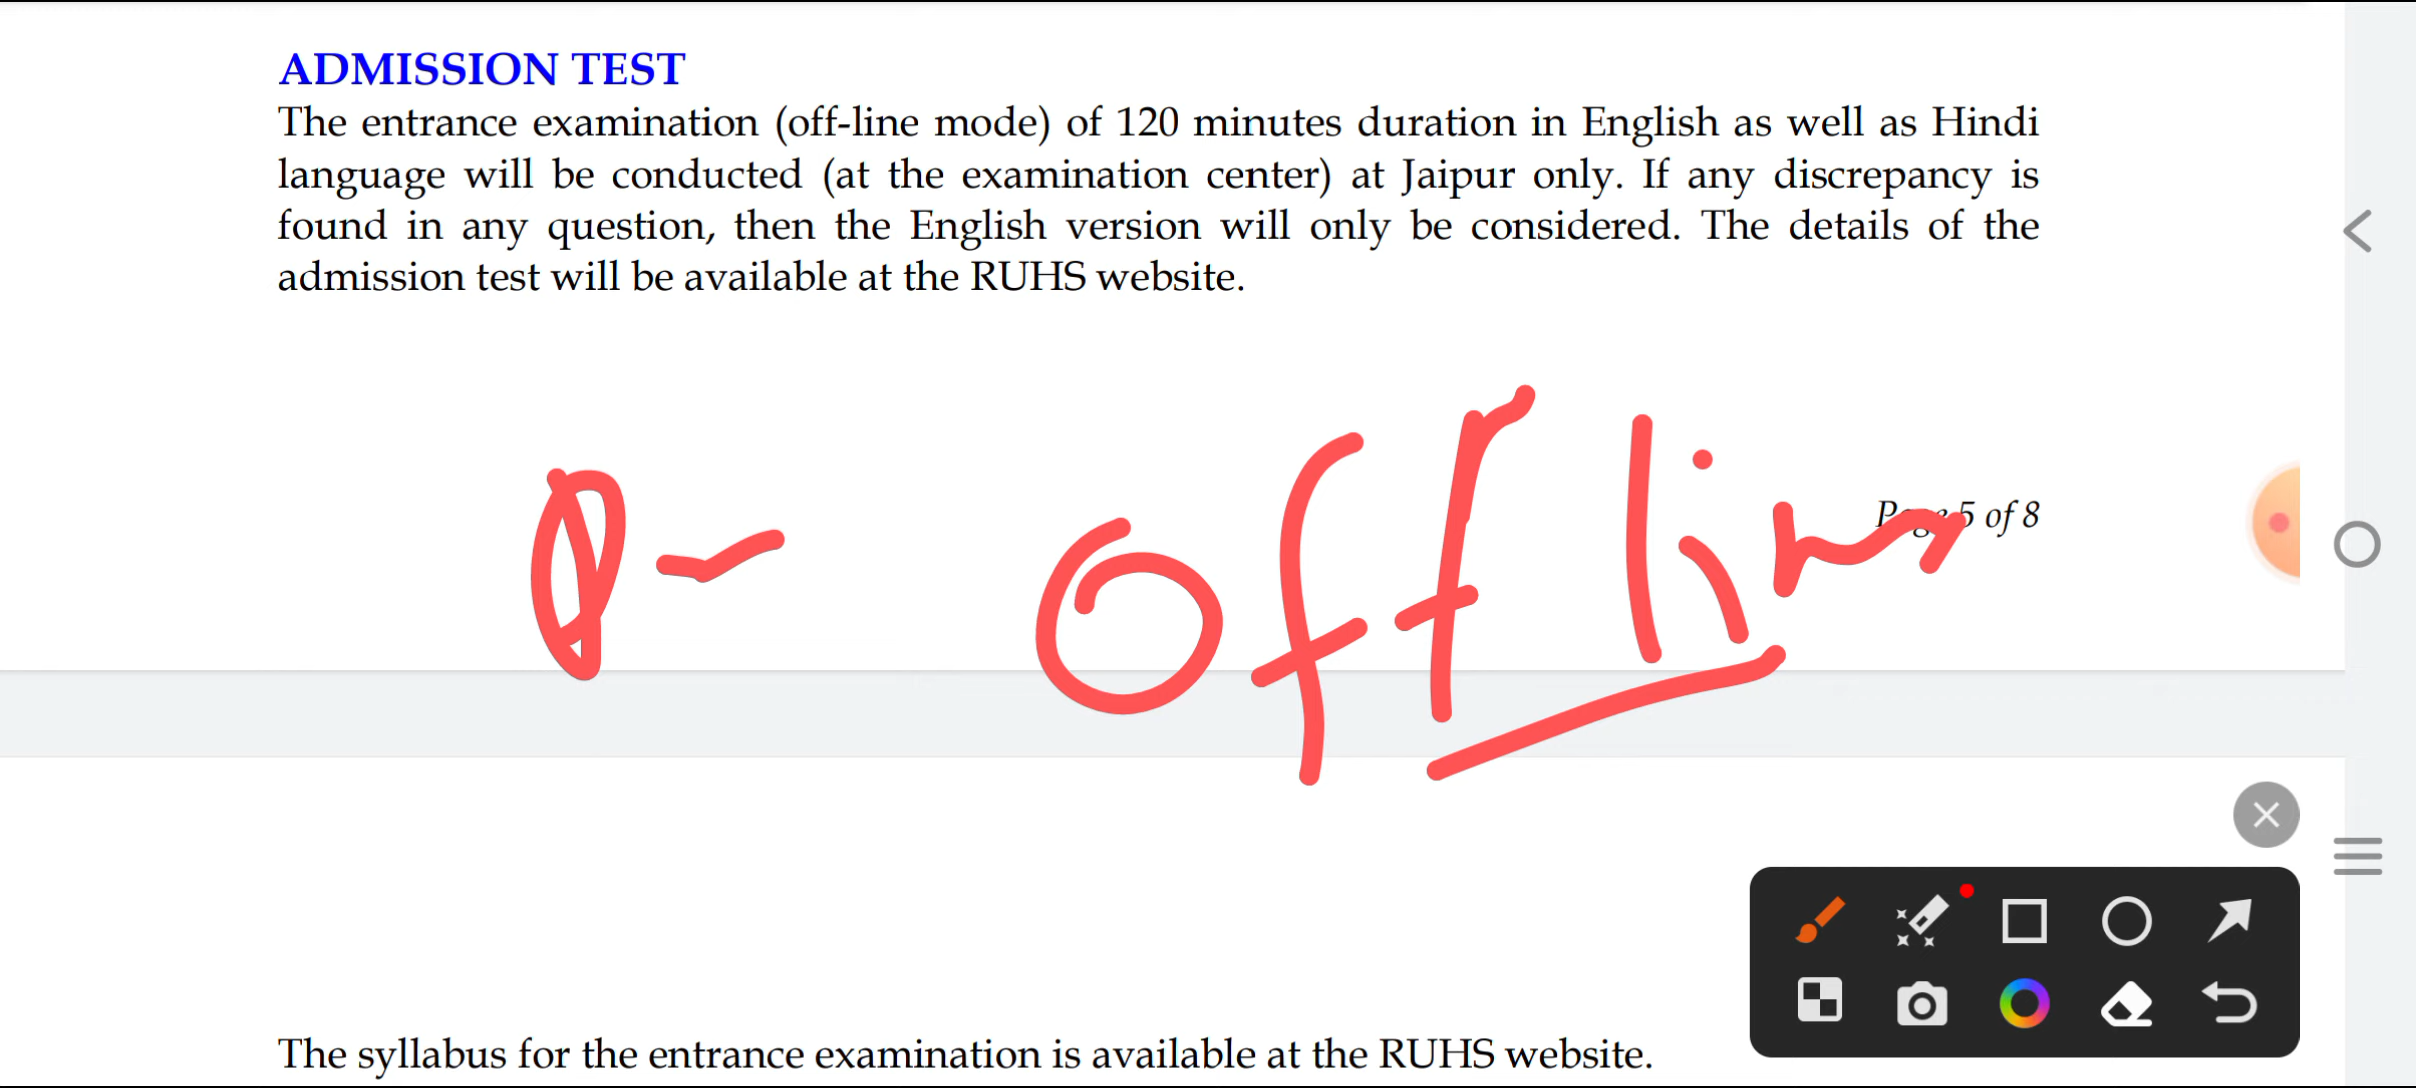 ADMISSION TEST
The entrance examination (off-line mode) of 120 minutes duration in English as well as Hindi
language will be conducted (at the examination center) at Jaipur only. If any discrepancy is
found in any question, then the English version will only be considered. The details of the
admission test will be available at the RUHS website.
off lin
Page 5 of 8
The syllabus for the entrance examination is available at the RUHS website.